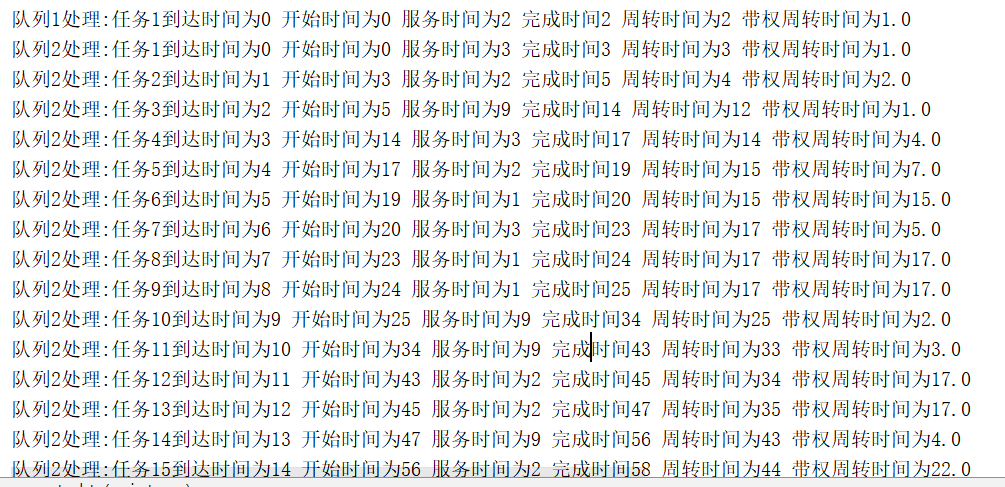 队列1处理:任务1到达时间为0 开始时间为0 服务时间为2 完成时间2 周转时间为2 带权周转时间为1.0
队列2处理:任务1到达时间为0 开始时间为0 服务时间为3 完成时间3 周转时间为3 带权周转时间为1.0
队列2处理:任务2到达时间为1 开始时间为3 服务时间为2 完成时间5 周转时间为4 带权周转时间为2.0
队列2处理:任务3到达时间为2 开始时间为5 服务时间为9 完成时间14 周转时间为12 带权周转时间为1.0
队列2处理:任务4到达时间为3 开始时间为14 服务时间为3 完成时间17 周转时间为14 带权周转时间为4.0
队列2处理:任务5到达时间为4 开始时间为17 服务时间为2 完成时间19 周转时间为15 带权周转时间为7.0
队列2处理:任务6到达时间为5 开始时间为19 服务时间为1 完成时间20 周转时间为15 带权周转时间为15.0
队列2处理:任务7到达时间为6 开始时间为20 服务时间为3 完成时间23 周转时间为17 带权周转时间为5.0
队列2处理:任务8到达时间为7 开始时间为23 服务时间为1 完成时间24 周转时间为17 带权周转时间为17.0
队列2处理:任务9到达时间为8 开始时间为24 服务时间为1 完成时间25 周转时间为17 带权周转时间为17.0
队列2处理:任务10到达时间为9 开始时间为25 服务时间为9 完成时间34 周转时间为25 带权周转时间为2.0
队列2处理:任务11到达时间为10 开始时间为34 服务时间为9 完成时间43 周转时间为33 带权周转时间为3.0
队列2处理:任务12到达时间为11 开始时间为43 服务时间为2 完成时间45 周转时间为34 带权周转时间为17.0
队列2处理:任务13到达时间为12 开始时间为45 服务时间为2 完成时间47 周转时间为35 带权周转时间为17.0
队列2处理:任务14到达时间为13 开始时间为47 服务时间为9 完成时间56 周转时间为43 带权周转时间为4.0
队列2处理:任务15到达时间为14 开始时间为56 服务时间为2 完成时间58 周转时间为44 带权周转时间为22.0